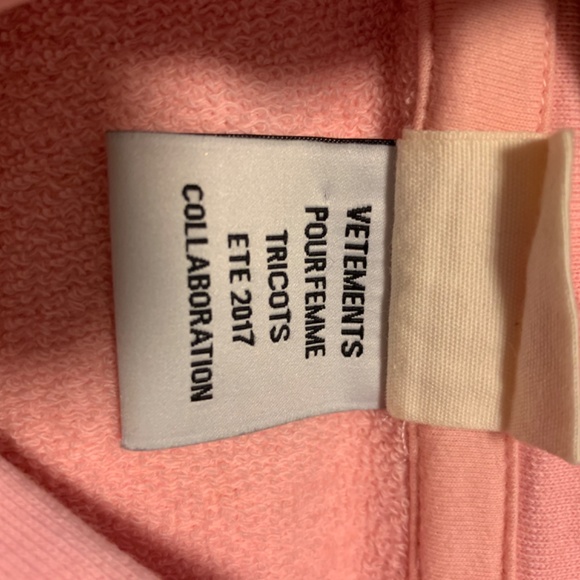 VETEMENTS
POUR FEMME
TRICOTS
ETE 2017
COLLABORATION